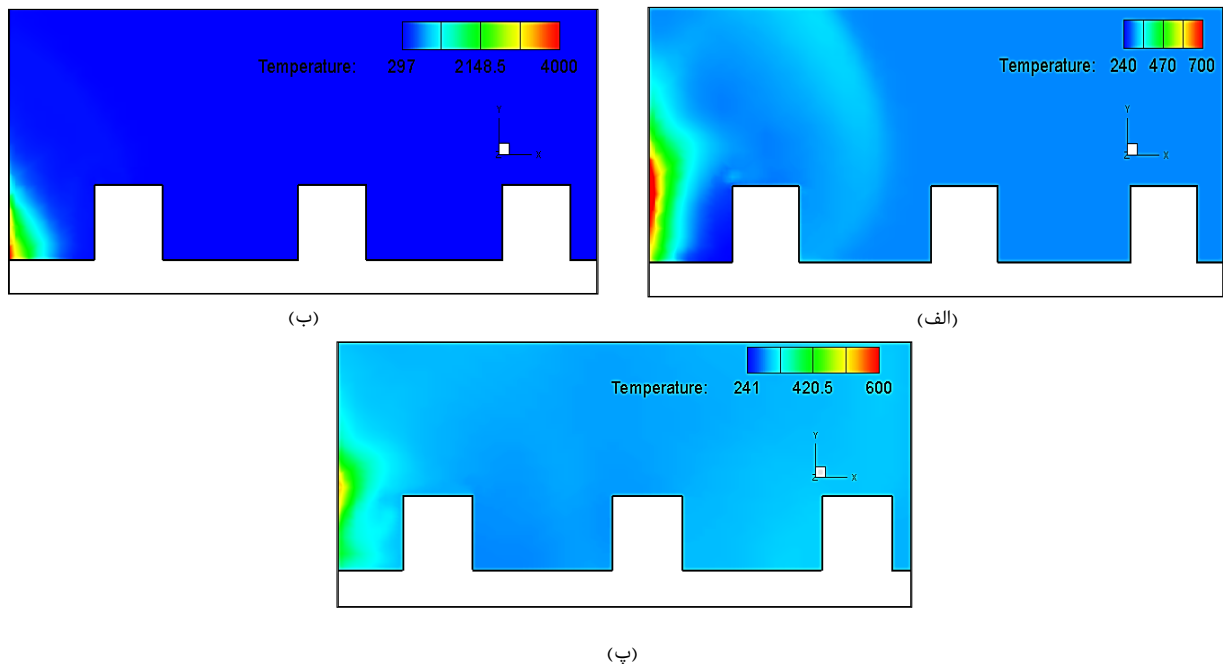 Temperature: 240 470 700
Y
Z X
(الف)
Temperature: 297 2148.5 4000
Y
Z X
(ب)
Temperature: 241 420.5 600
Y
Z X
(پ)